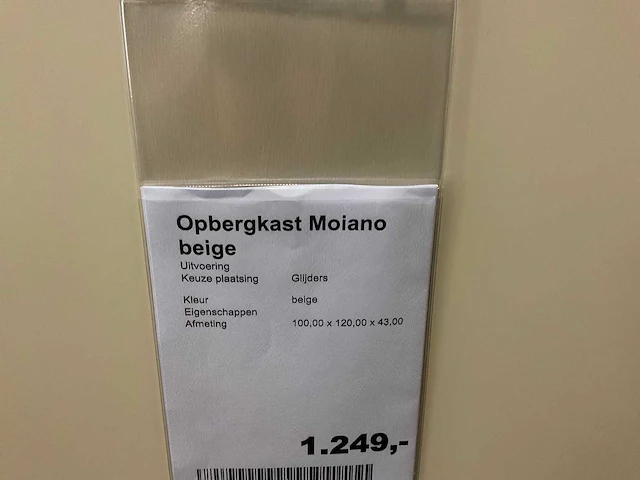 Opbergkast Moiano
beige
Uitvoering
Keuze plaatsing Glijders
Kleur beige
Eigenschappen
Afmeting 100,00 x 120,00 x 43,00
1.249,-